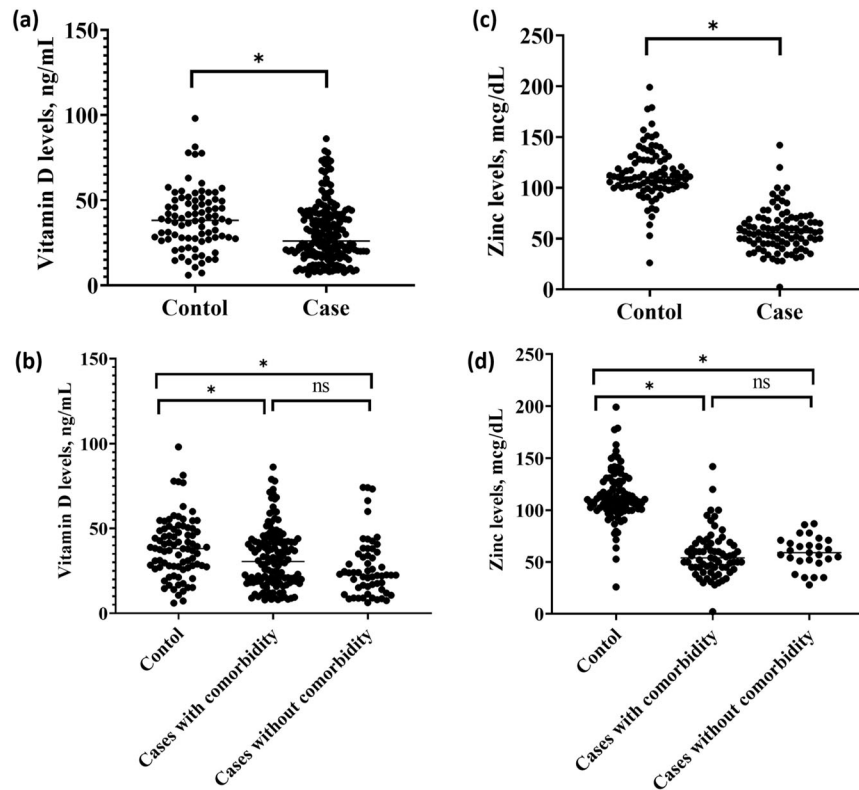 (a)
150
100
50
0
Vitamin D levels, ng/mL
*
Contol
Case
(c)
250
200
150
100
50
0
Zinc levels, mcg/dL
*
Contol
Case
(b)
150
100
50
0
Vitamin D levels, ng/mL
*
*
ns
Contol
Cases with comorbidity
Cases without comorbidity
(d)
250
200
150
100
50
0
Zinc levels, mcg/dL
*
*
ns
Contol
Cases with comorbidity
Cases without comorbidity